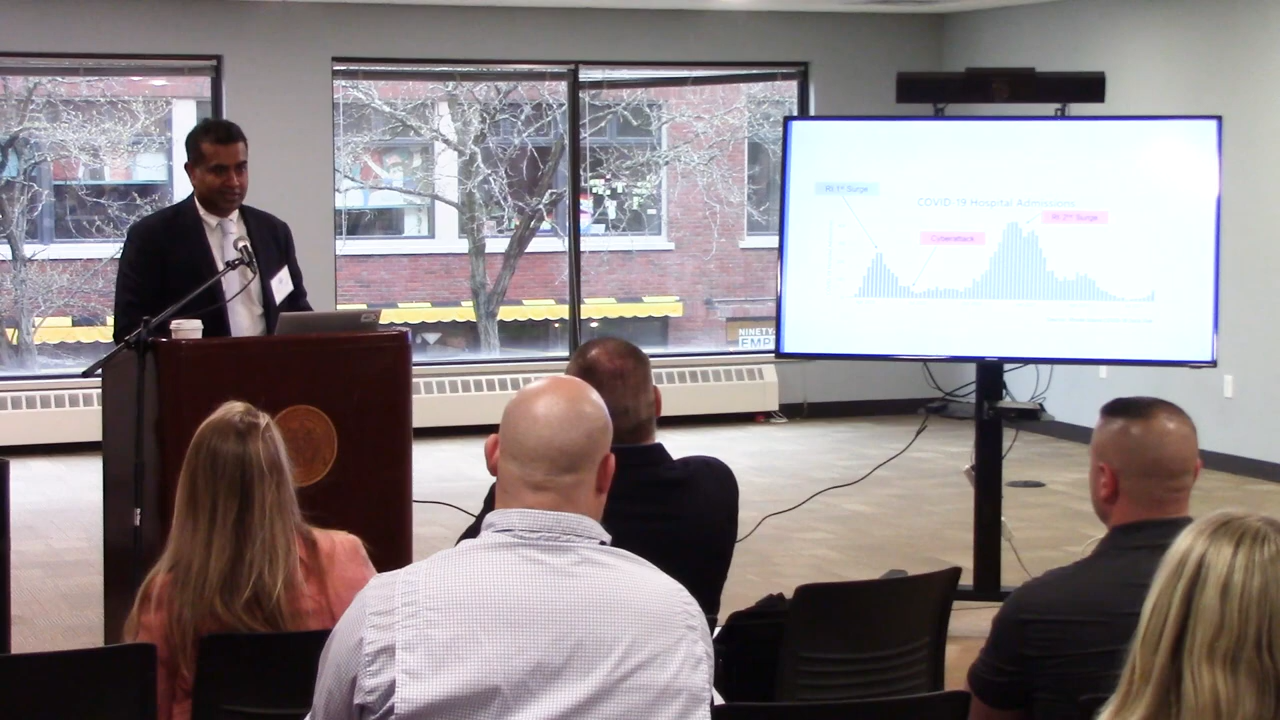 RI 1st Surge
COVID-19 Hospital Admissions
RI 2nd Surge
Cyberattack
NINETY-
EMP